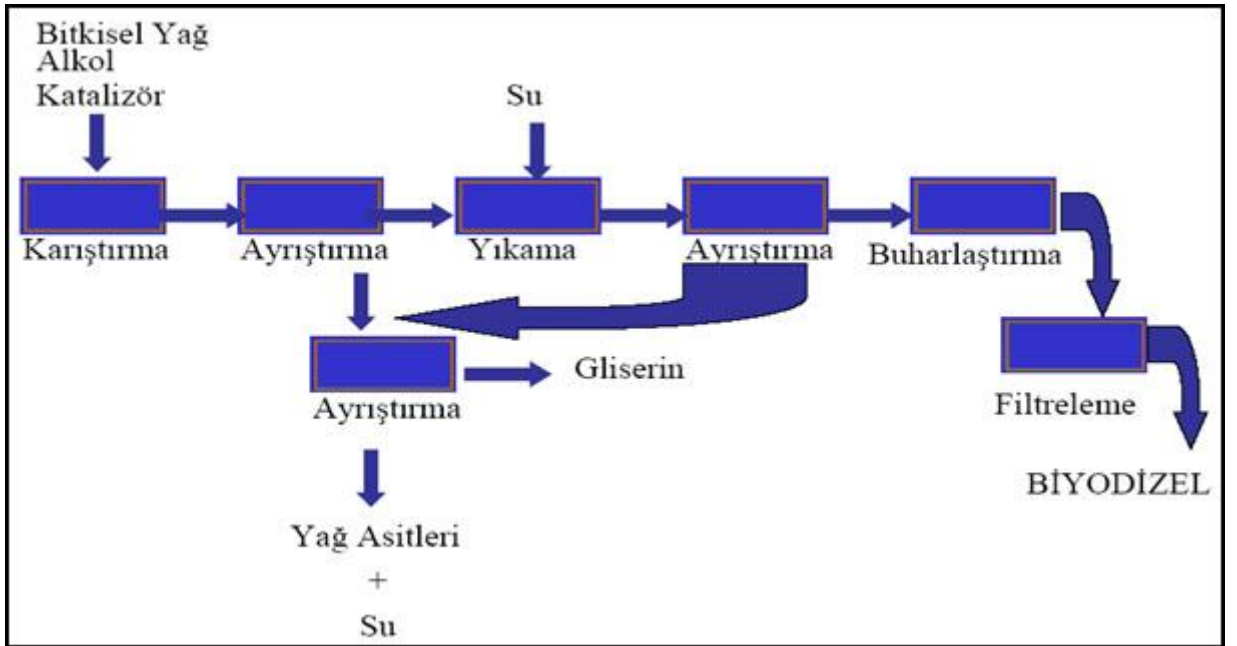 Bitkisel Yağ
Alkol
Katalizör
Su
Karıştırma
Ayrıştırma
Yıkama
Ayrıştırma
Buharlaştırma
Gliserin
Ayrıştırma
Filtreleme
BİYODİZEL
Yağ Asitleri
+
Su